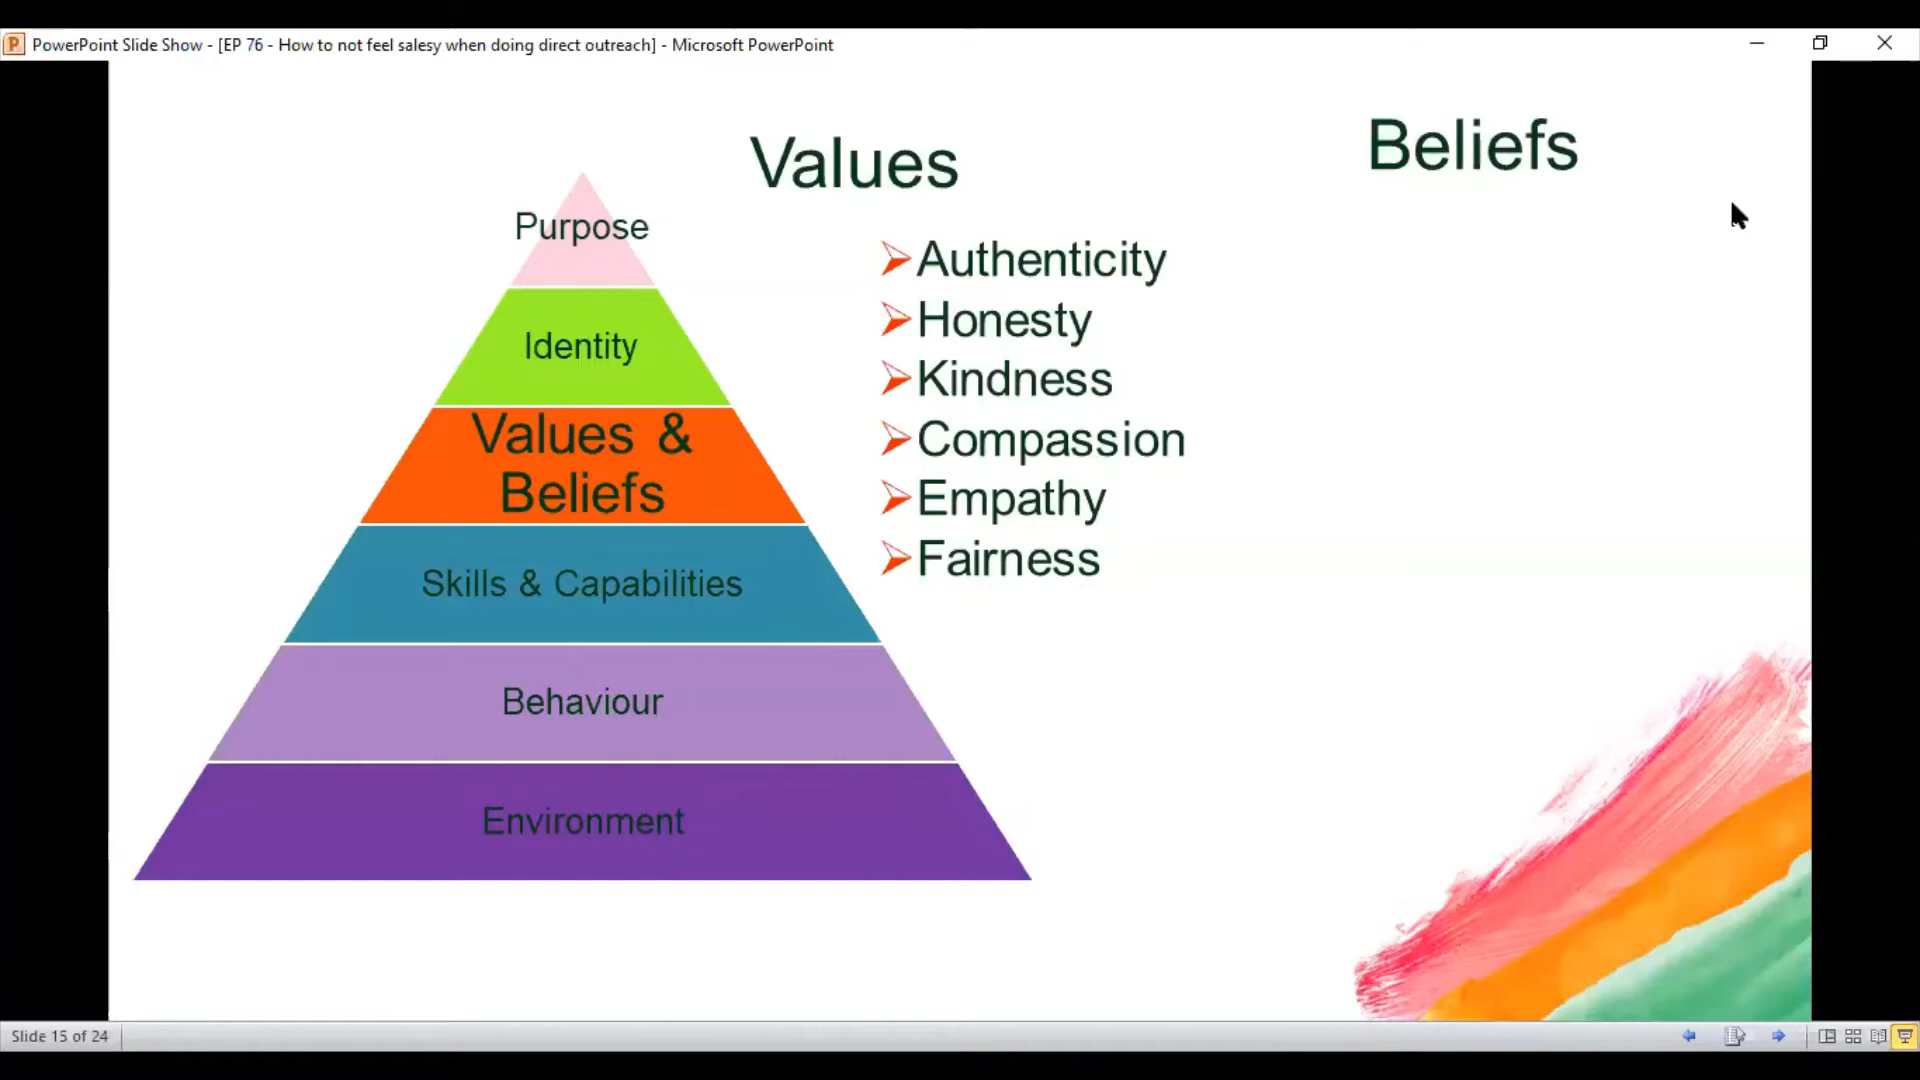 PowerPoint Slide Show - [EP 76 - How to not feel salesy when doing direct outreach] - Microsoft PowerPoint
Values
Beliefs
Purpose
Identity
Values &
Beliefs
Skills & Capabilities
Behaviour
Environment
Authenticity
Honesty
Kindness
Compassion
Empathy
Fairness
Slide 15 of 24